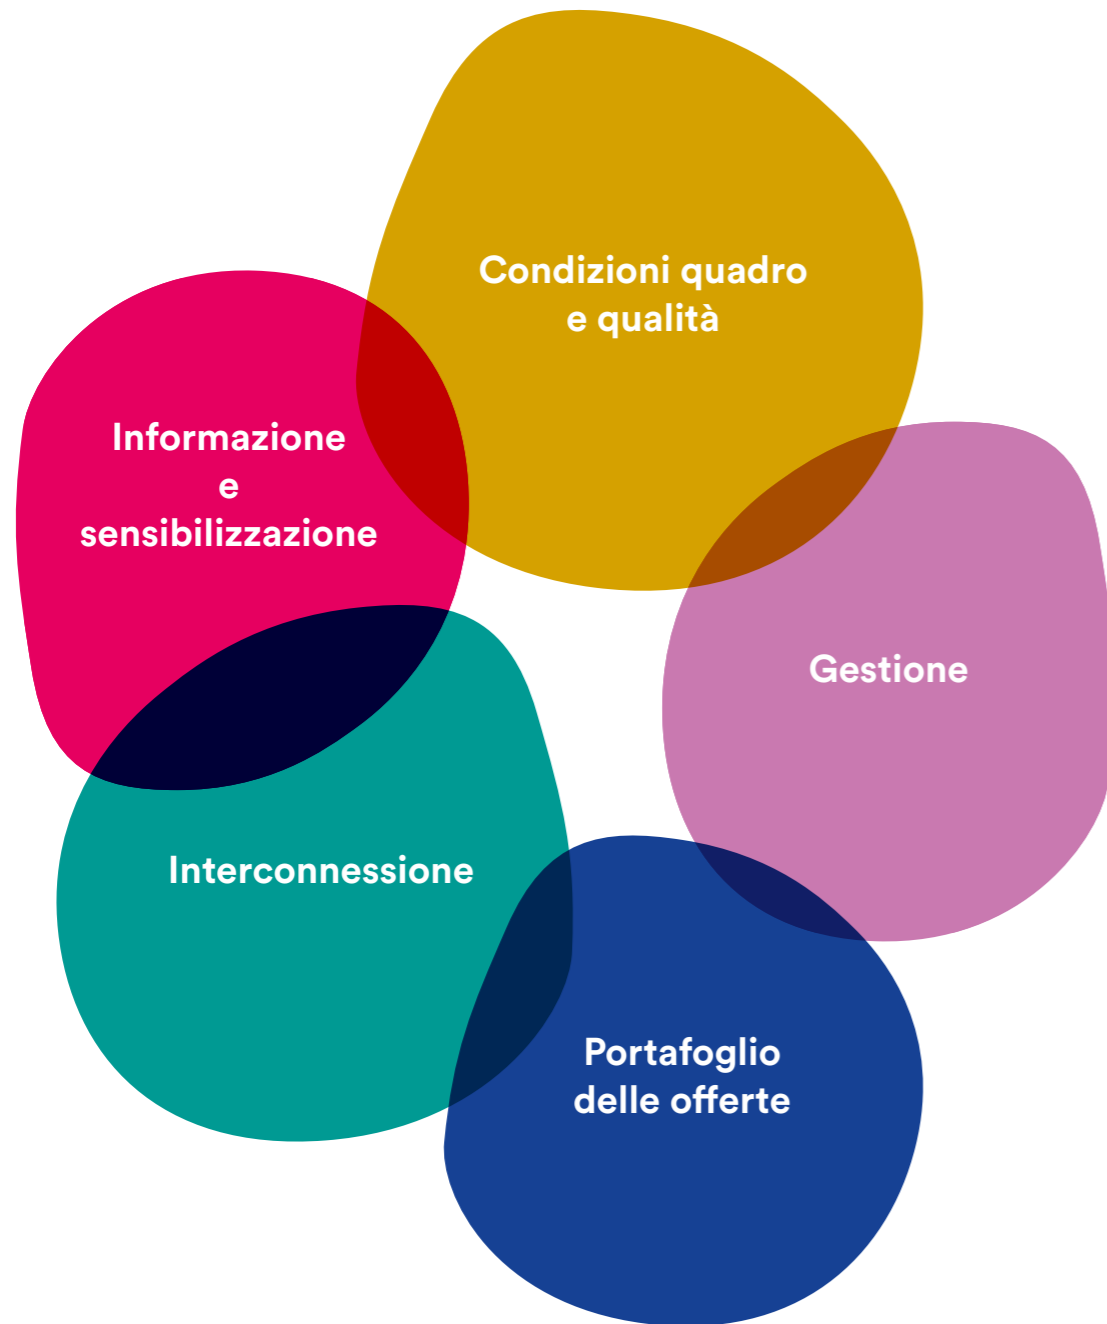 Condizioni quadro
e qualità
Informazione
e
sensibilizzazione
Gestione
Interconnessione
Portafoglio
delle offerte